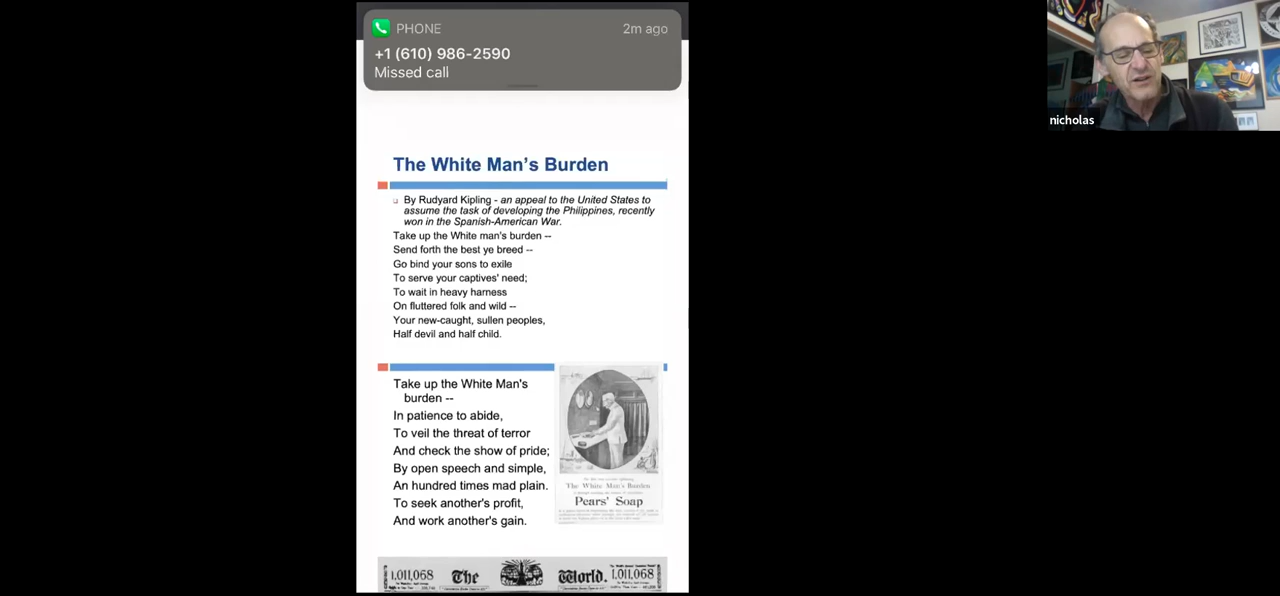 PHONE
2m ago
+1 (610) 986-2590
Missed call
nicholas
The White Man's Burden
By Rudyard Kipling - an appeal to the United States to
assume the task of developing the Philippines, recently
won in the Spanish-American War.
Take up the White man's burden --
Send forth the best ye breed --
Go bind your sons to exile
To serve your captives' need;
To wait in heavy harness
On fluttered folk and wild --
Your new-caught, sullen peoples,
Half devil and half child.
Take up the White Man's
burden --
In patience to abide,
To veil the threat of terror
And check the show of pride;
By open speech and simple,
An hundred times mad plain.
To seek another's profit,
And work another's gain.
The White Man's Burden
Pears' Soap
1,011,068
The
World.
1,011,068